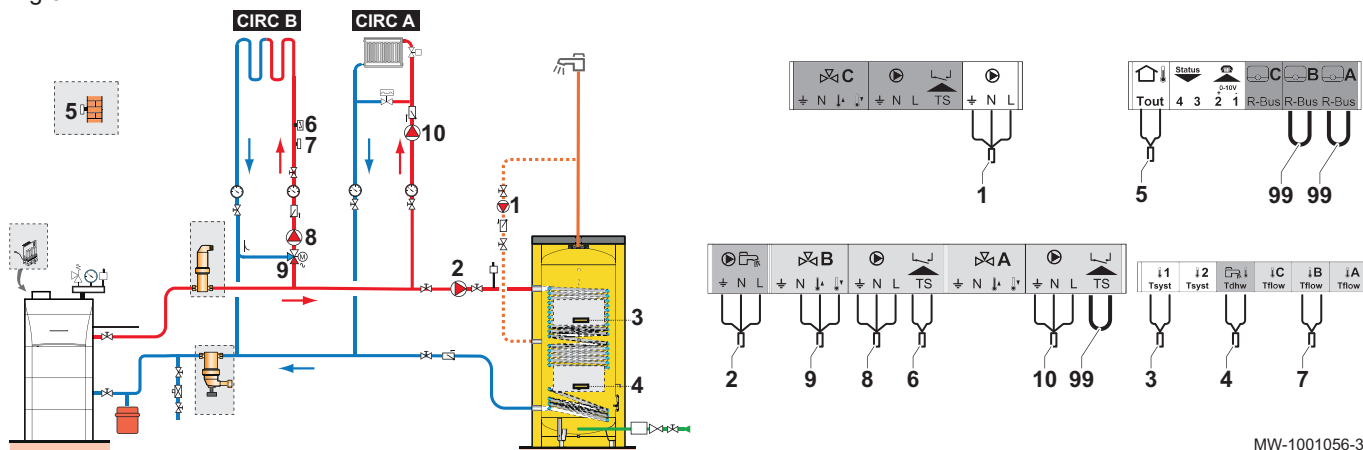 CIRC B CIRC A
5
6
7
10
8
9
M
1
2
3
4
C
N N L TS N L
1
Status
0-10V
C B A
Tout 4 3 2 1 R-Bus R-Bus R-Bus
+ -
5 99 99
B A
N L N N L TS N N L TS
2 9 8 6 10 99
1 2 C B A
Tsyst Tsyst Tdhw Tflow Tflow Tflow
3 4 7
MW-1001056-3